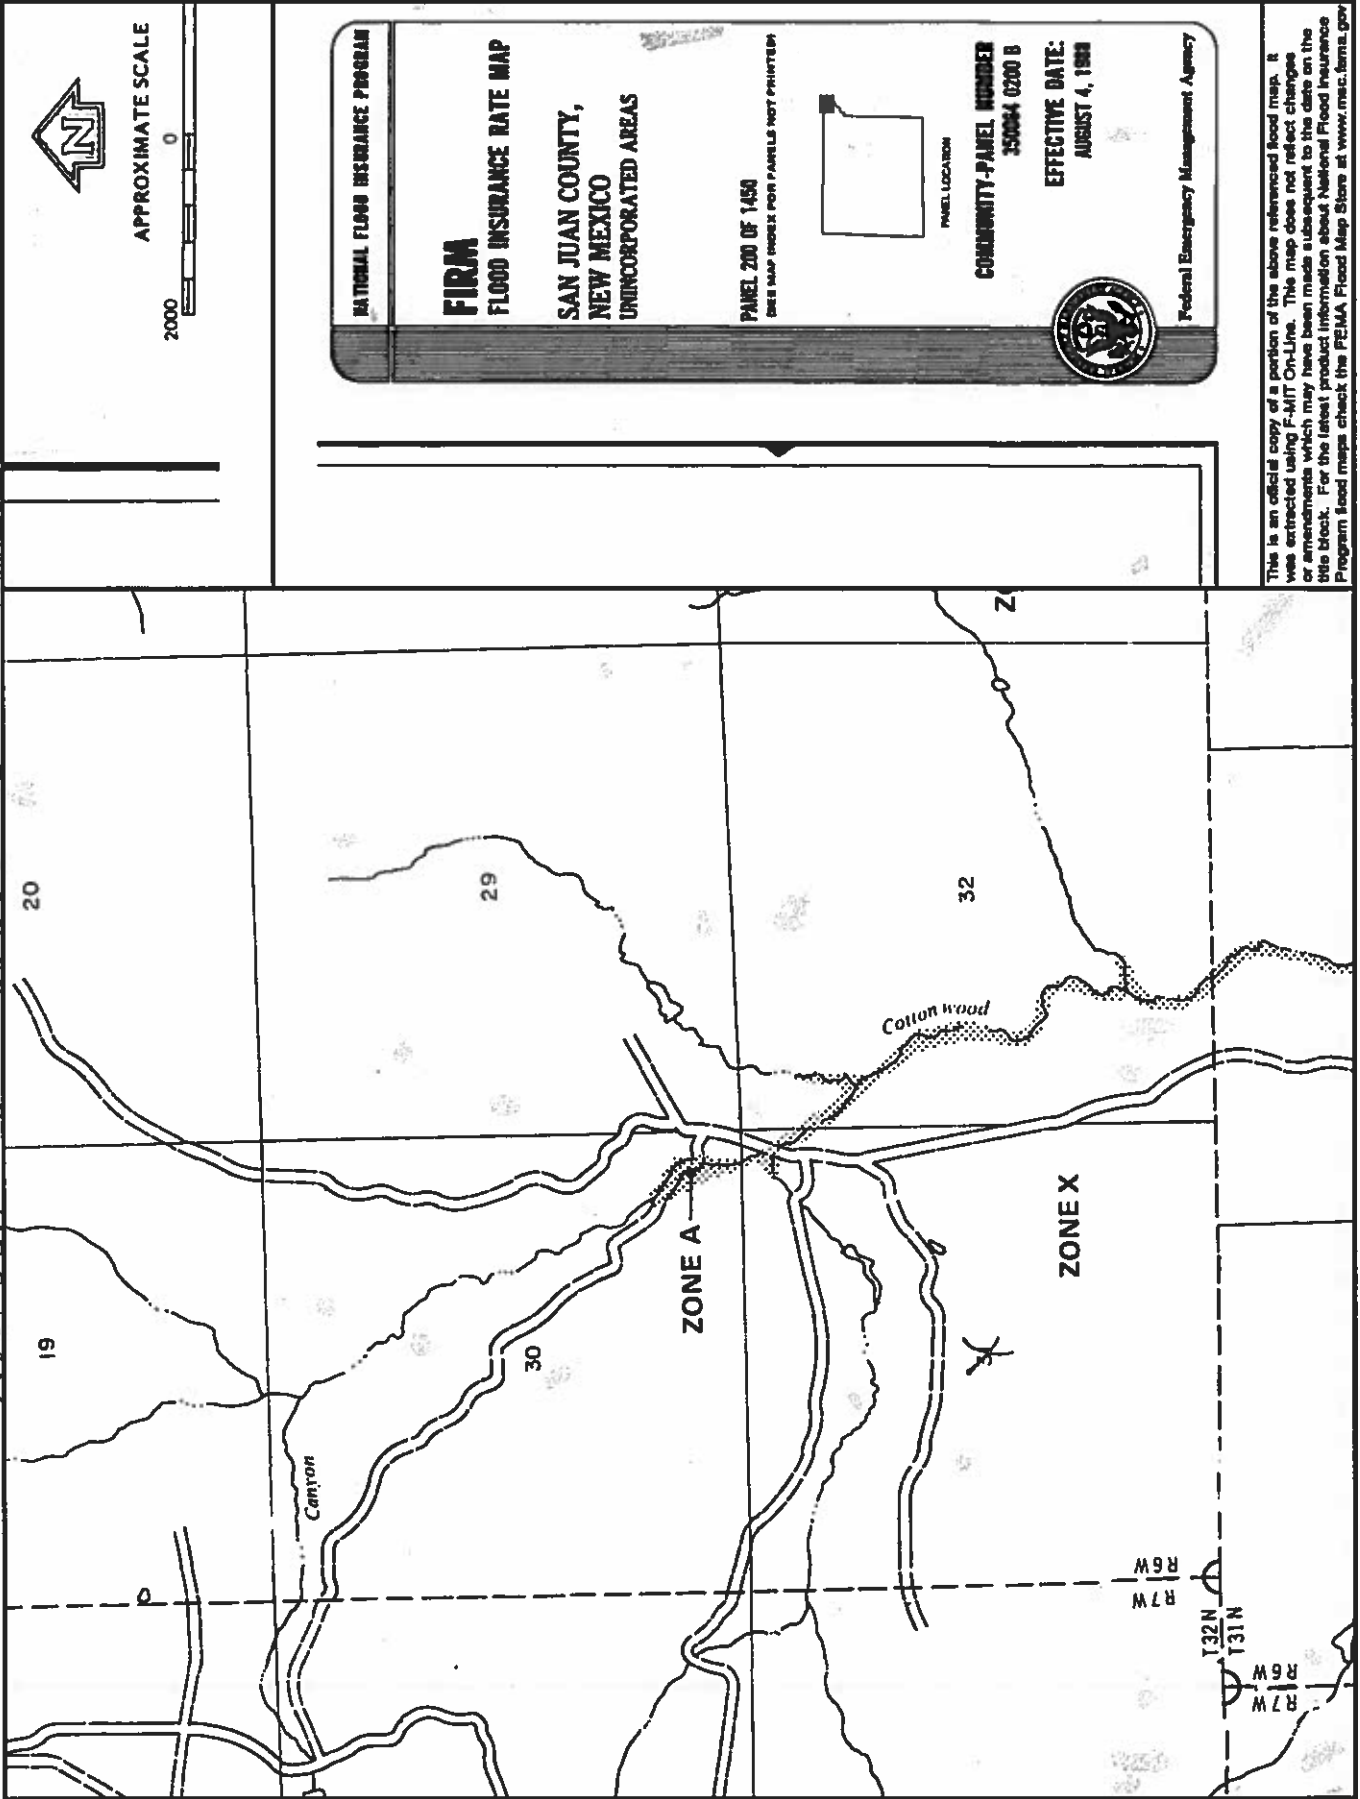 APPROXIMATE SCALE
2000 0
N
NATIONAL FLOOD INSURANCE PROGRAM
FIRM
FLOOD INSURANCE RATE MAP
SAN JUAN COUNTY,
NEW MEXICO
UNINCORPORATED AREAS
PANEL 200 OF 1450
(SEE MAP INDEX FOR PANELS NOT PRINTED)
PANEL LOCATION
COMMUNITY-PANEL NUMBER
350064 0200 B
EFFECTIVE DATE:
AUGUST 4, 1988
Federal Emergency Management Agency
This is an official copy of a portion of the above referenced flood map. It
was extracted using F-MIT On-Line. This map does not reflect changes
or amendments which may have been made subsequent to the date on the
title block. For the latest product information about National Flood Insurance
Program flood maps check the FEMA Flood Map Store at www.msc.fema.gov
19
20
29
30
Canyon
ZONE A
Cottonwood
32
31
ZONE X
R7W R6W
T32N
T31N
R7W R6W